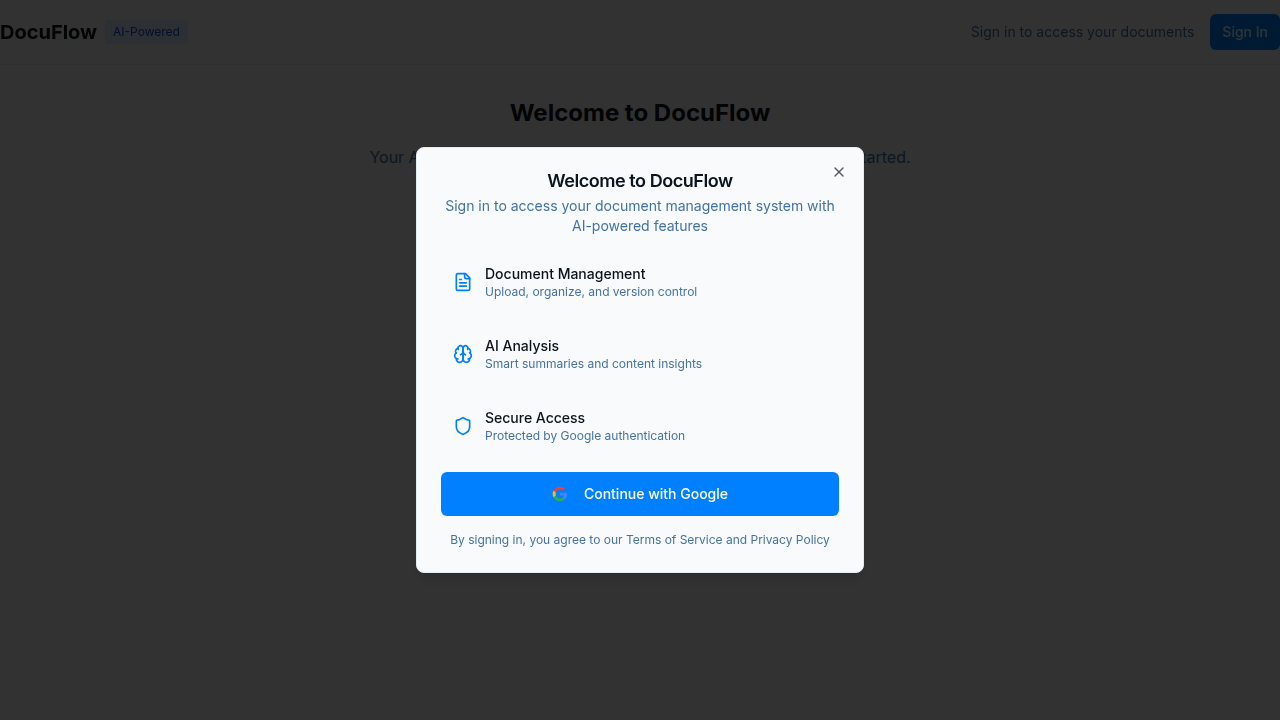 DocuFlow
AI-Powered
Sign in to access your documents
Sign In
Welcome to DocuFlow
Your
arted.
Welcome to DocuFlow
Sign in to access your document management system with
AI-powered features
Document Management
Upload, organize, and version control
AI Analysis
Smart summaries and content insights
Secure Access
Protected by Google authentication
Continue with Google
By signing in, you agree to our Terms of Service and Privacy Policy